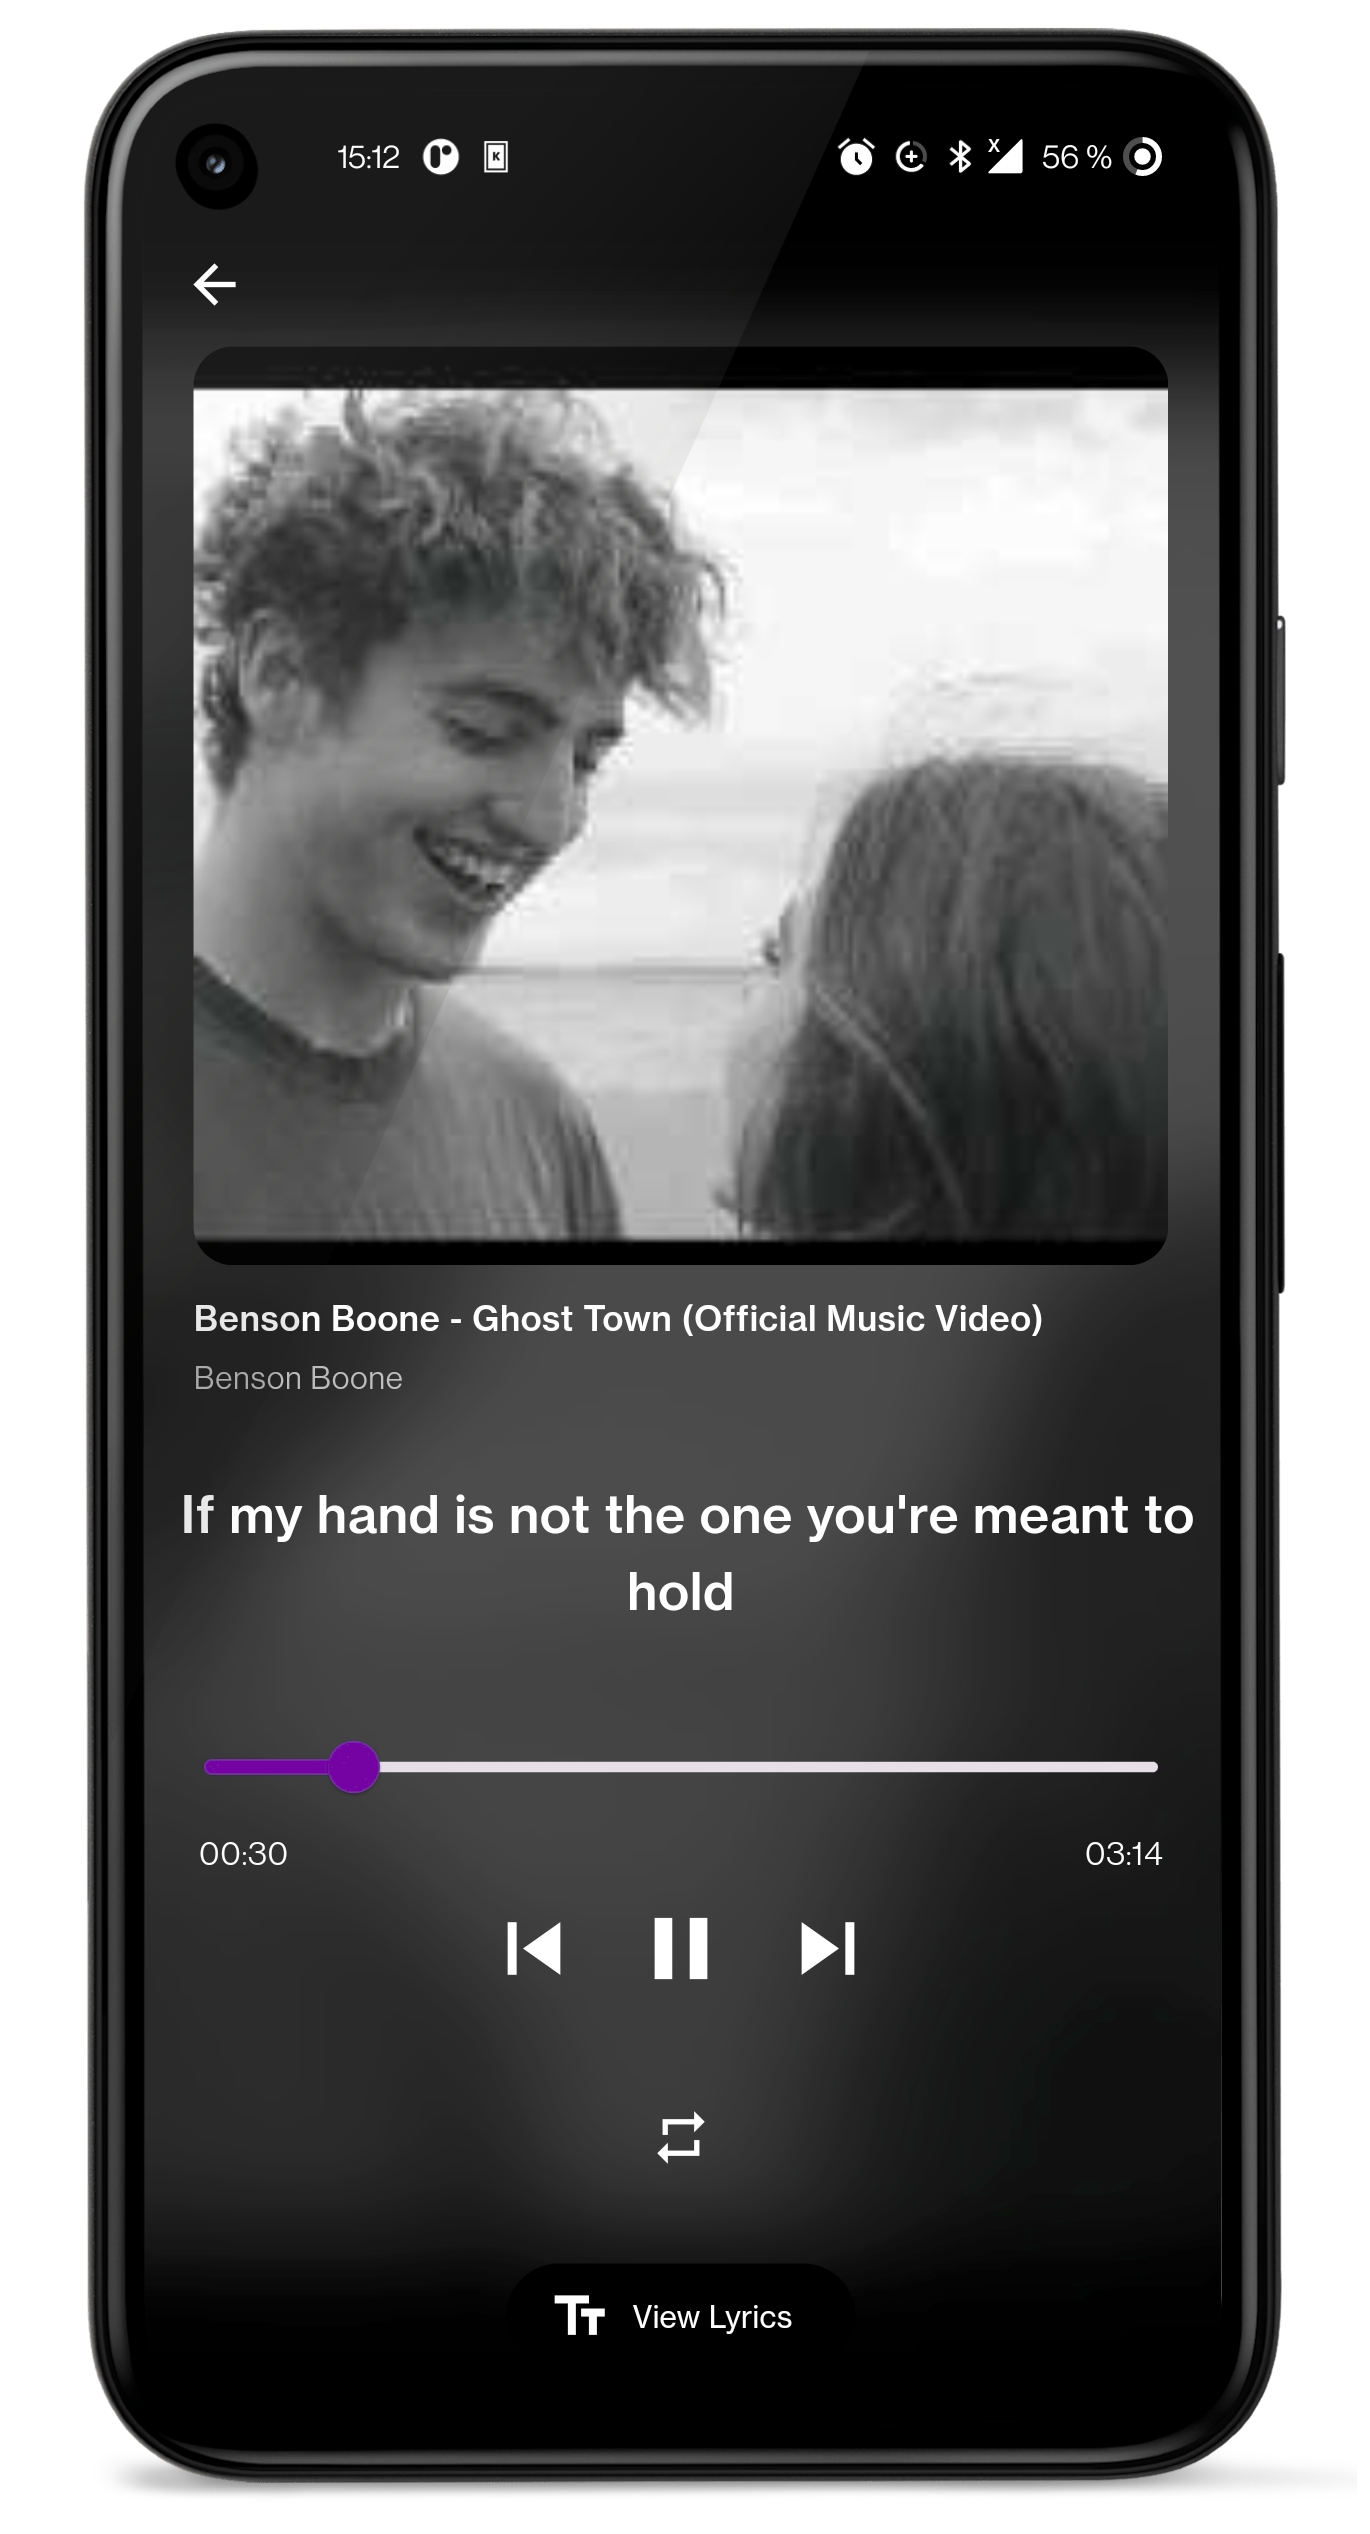 15:12 K X 56 %
Benson Boone - Ghost Town (Official Music Video)
Benson Boone
If my hand is not the one you're meant to
hold
00:30 03:14
TT View Lyrics